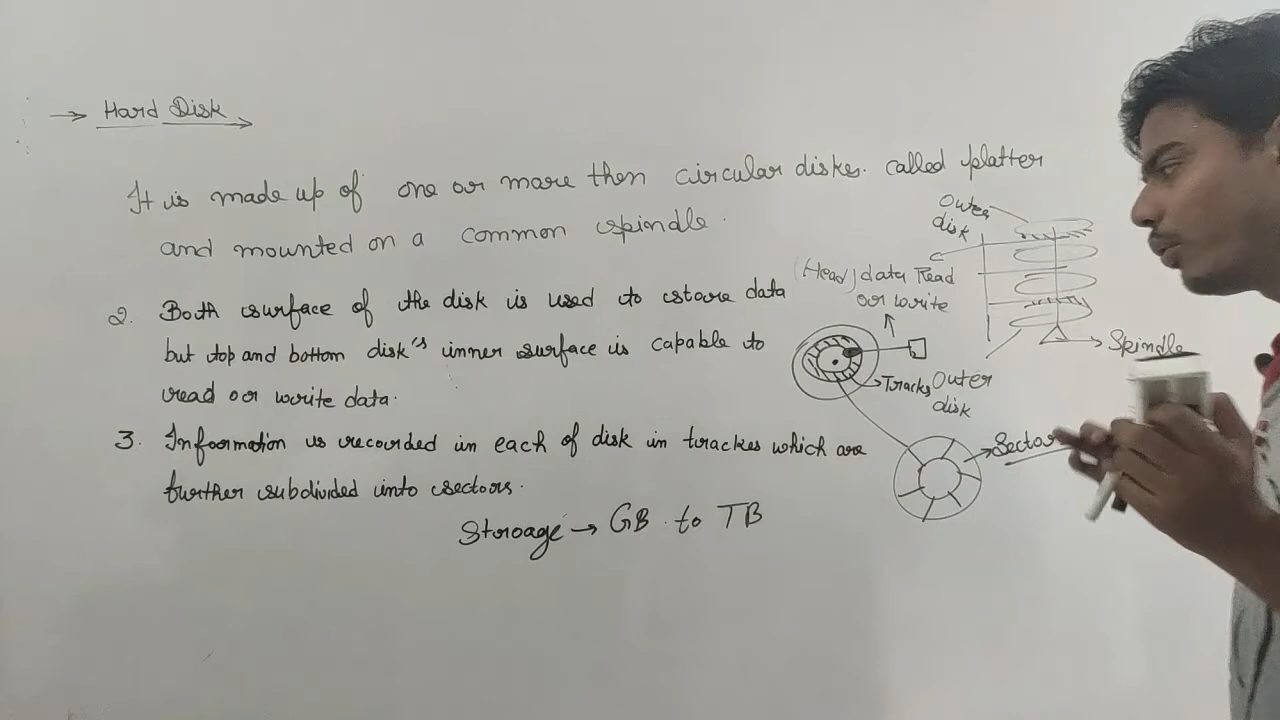 → Hard Disk
It is made up of one or more then circular diskes. called platter
and mounted on a common spindle.
2. Both surface of the disk is used to store data
but top and bottom disk's inner surface is capable to
read or write data.
3. Information is recorded in each of disk in trackes which are
further subdivided into sectors.
Stroage → GB to TB
Outer
disk
(Head) data Read
or write
Spindle
Tracks
Outer
disk
Sector